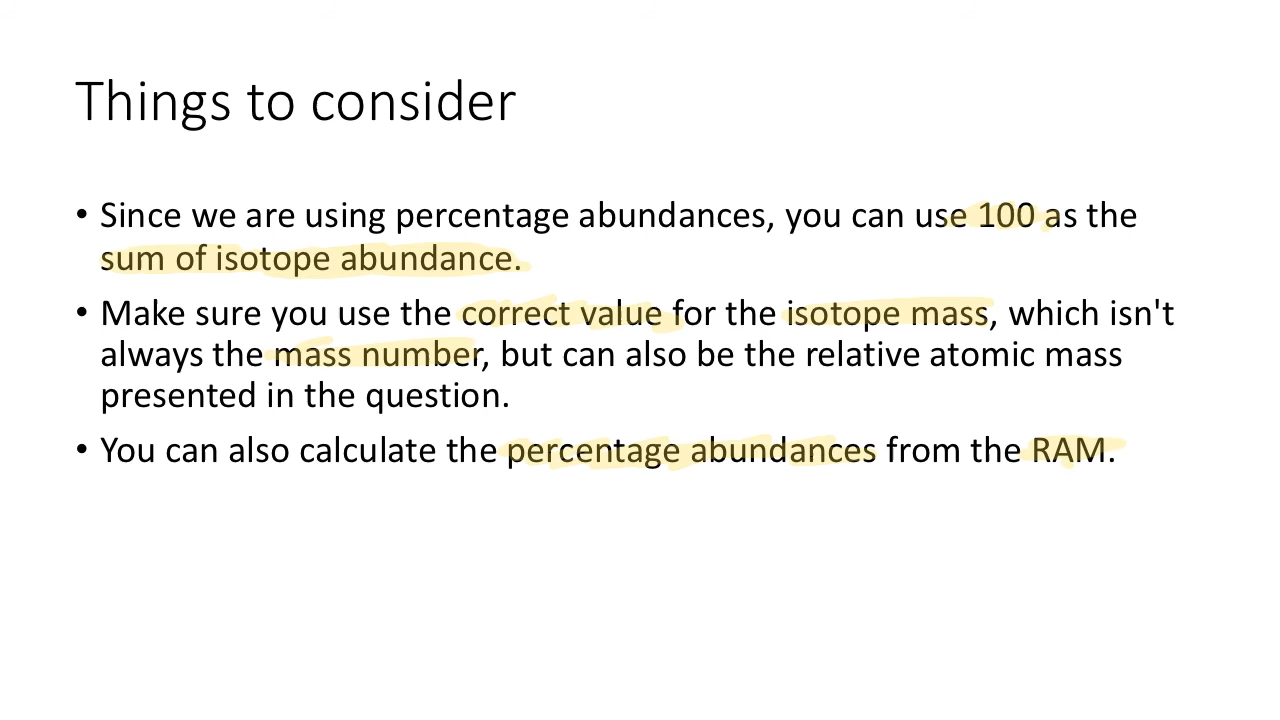 Things to consider
• Since we are using percentage abundances, you can use 100 as the
sum of isotope abundance.
• Make sure you use the correct value for the isotope mass, which isn't
always the mass number, but can also be the relative atomic mass
presented in the question.
• You can also calculate the percentage abundances from the RAM.